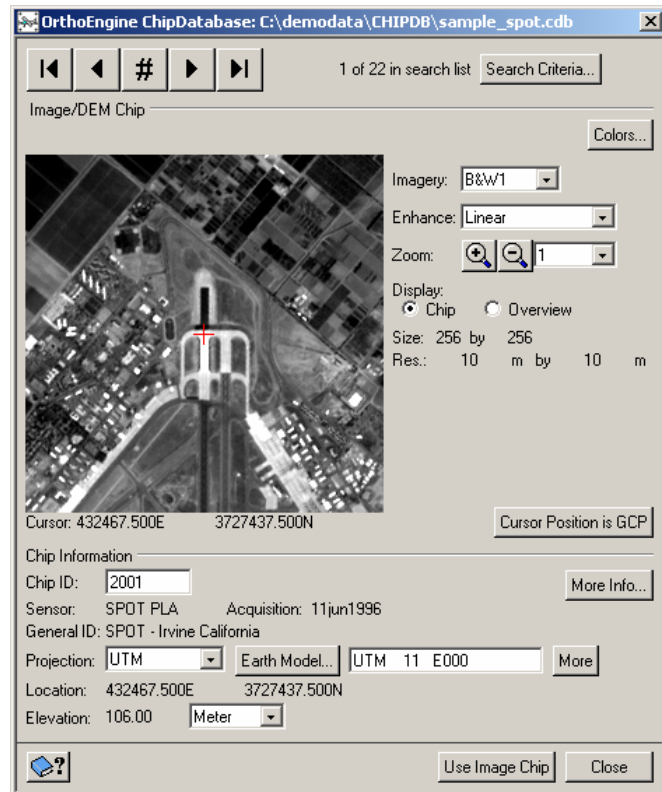 OrthoEngine ChipDatabase: C:\demodata\CHIPDB\sample_spot.cdb
# 1 of 22 in search list Search Criteria...
Image/DEM Chip
Colors...
Imagery: B&W1
Enhance: Linear
Zoom: 1
Display:
Chip Overview
Size: 256 by 256
Res.: 10 m by 10 m
Cursor: 432467.500E 3727437.500N Cursor Position is GCP
Chip Information
Chip ID: 2001 More Info...
Sensor: SPOT PLA Acquisition: 11jun1996
General ID: SPOT - Irvine California
Projection: UTM Earth Model... UTM 11 E000 More
Location: 432467.500E 3727437.500N
Elevation: 106.00 Meter
? Use Image Chip Close